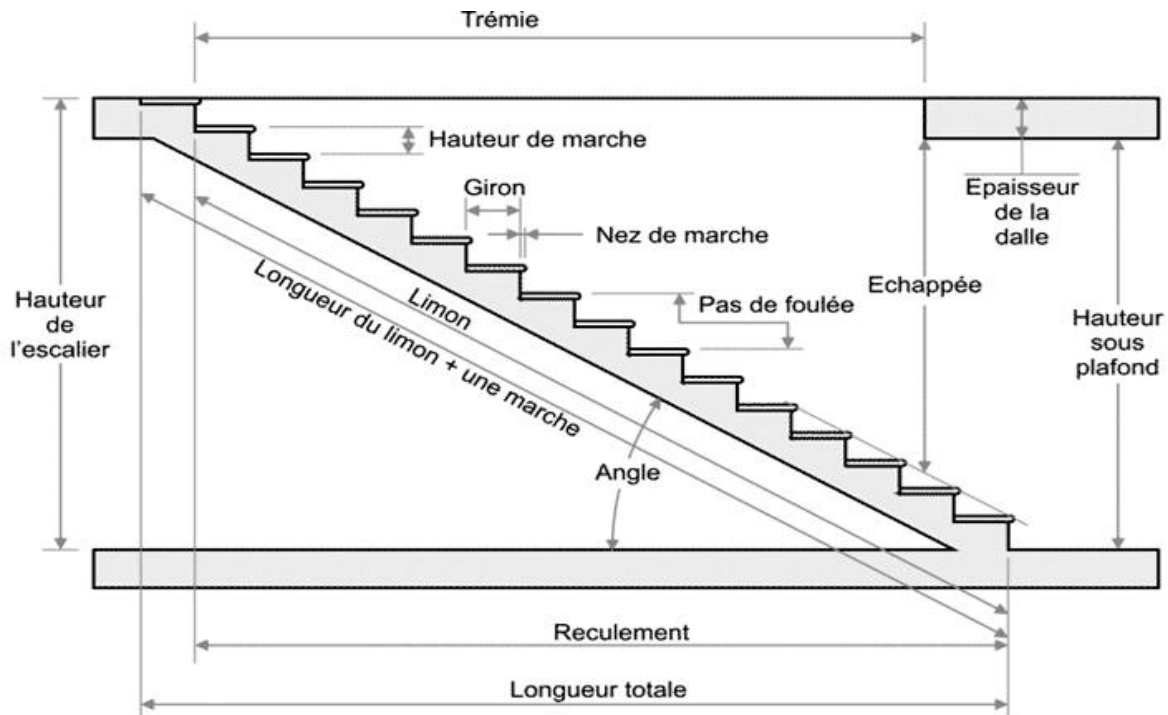 Trémie
Hauteur de marche
Giron
Nez de marche
Epaisseur
de la
dalle
Hauteur
de
l'escalier
Limon
Longueur du limon + une marche
Pas de foulée
Echappée
Hauteur
sous
plafond
Angle
Reculement
Longueur totale